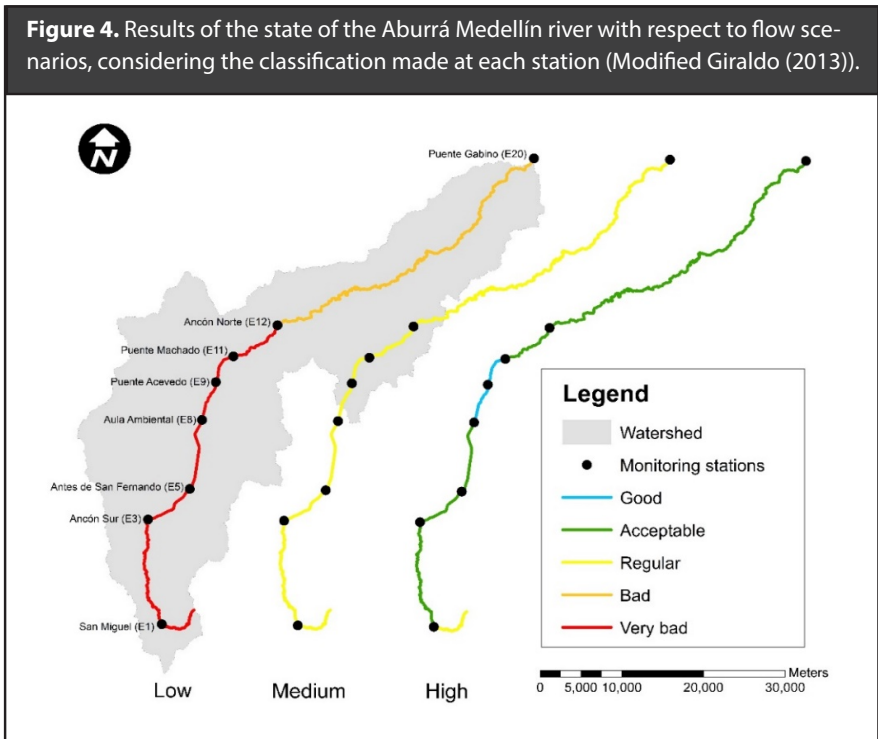 Figure 4. Results of the state of the Aburrá Medellín river with respect to flow sce-
narios, considering the classification made at each station (Modified Giraldo (2013)).
N
Puente Gabino (E20)
Ancón Norte (E12)
Puente Machado (E11)
Puente Acevedo (E9)
Aula Ambiental (E8)
Antes de San Fernando (E5)
Ancón Sur (E3)
San Miguel (E1)
Low Medium High
Legend
Watershed
Monitoring stations
Good
Acceptable
Regular
Bad
Very bad
Meters
0 5,000 10,000 20,000 30,000